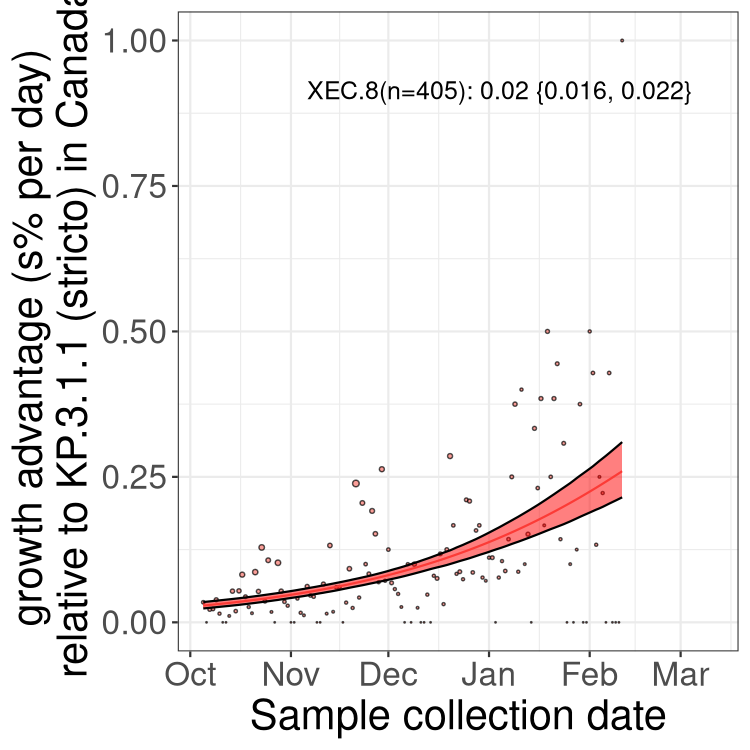 growth advantage (s% per day)
relative to KP.3.1.1 (stricto) in Canada
1.00
0.75
0.50
0.25
0.00
XEC.8(n=405): 0.02 {0.016, 0.022}
Oct Nov Dec Jan Feb Mar
Sample collection date